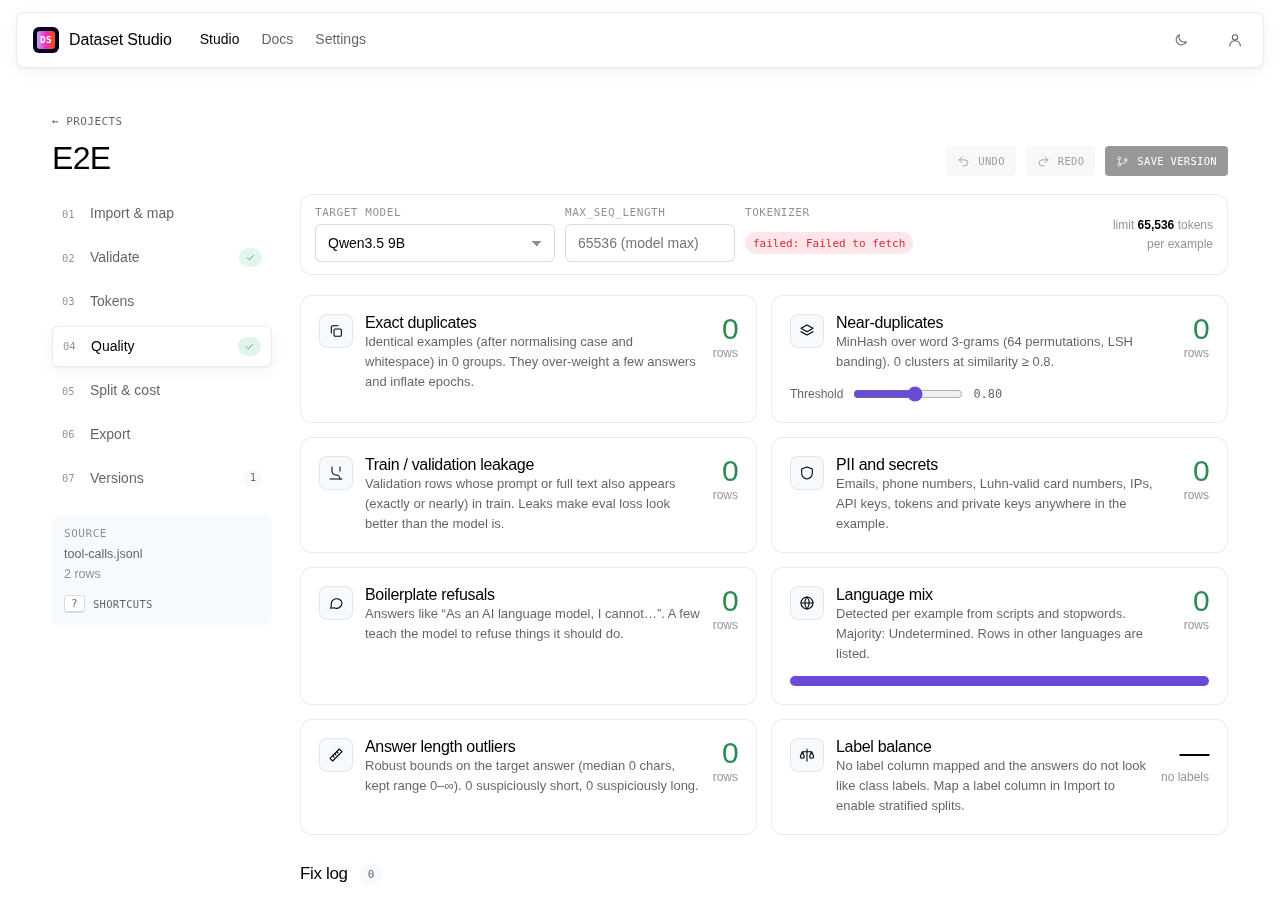 DS
Dataset Studio
Studio
Docs
Settings
← PROJECTS
E2E
UNDO
REDO
SAVE VERSION
01 Import & map
02 Validate
03 Tokens
04 Quality
05 Split & cost
06 Export
07 Versions 1
SOURCE
tool-calls.jsonl
2 rows
? SHORTCUTS
TARGET MODEL
Qwen3.5 9B
MAX_SEQ_LENGTH
65536 (model max)
TOKENIZER
failed: Failed to fetch
limit 65,536 tokens
per example
Exact duplicates
Identical examples (after normalising case and
whitespace) in 0 groups. They over-weight a few answers
and inflate epochs.
0
rows
Near-duplicates
MinHash over word 3-grams (64 permutations, LSH
banding). 0 clusters at similarity ≥ 0.8.
0
rows
Threshold 0.80
Train / validation leakage
Validation rows whose prompt or full text also appears
(exactly or nearly) in train. Leaks make eval loss look
better than the model is.
0
rows
PII and secrets
Emails, phone numbers, Luhn-valid card numbers, IPs,
API keys, tokens and private keys anywhere in the
example.
0
rows
Boilerplate refusals
Answers like “As an AI language model, I cannot…”. A few
teach the model to refuse things it should do.
0
rows
Language mix
Detected per example from scripts and stopwords.
Majority: Undetermined. Rows in other languages are
listed.
0
rows
Answer length outliers
Robust bounds on the target answer (median 0 chars,
kept range 0–∞). 0 suspiciously short, 0 suspiciously long.
0
rows
Label balance
No label column mapped and the answers do not look
like class labels. Map a label column in Import to
enable stratified splits.
—
no labels
Fix log 0